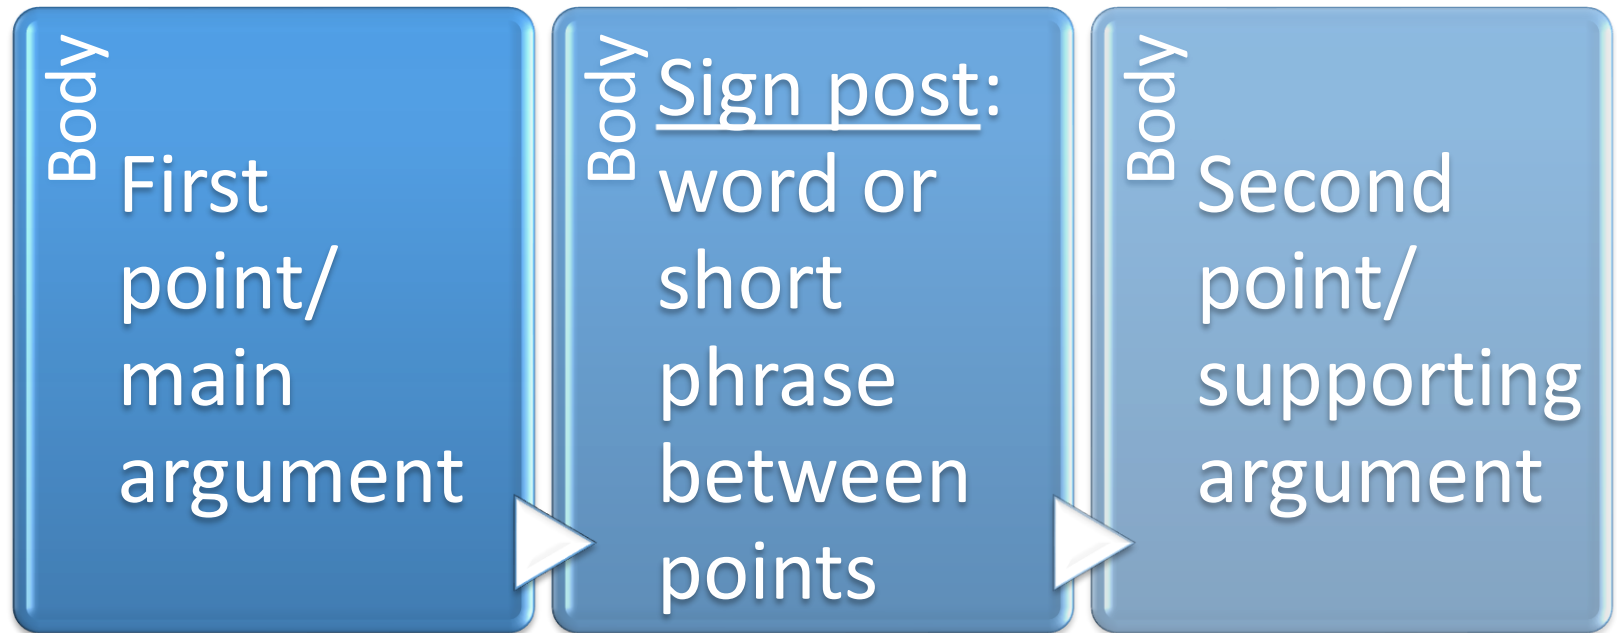 Body
First
point/
main
argument
Body
Sign post:
word or
short
phrase
between
points
Body
Second
point/
supporting
argument